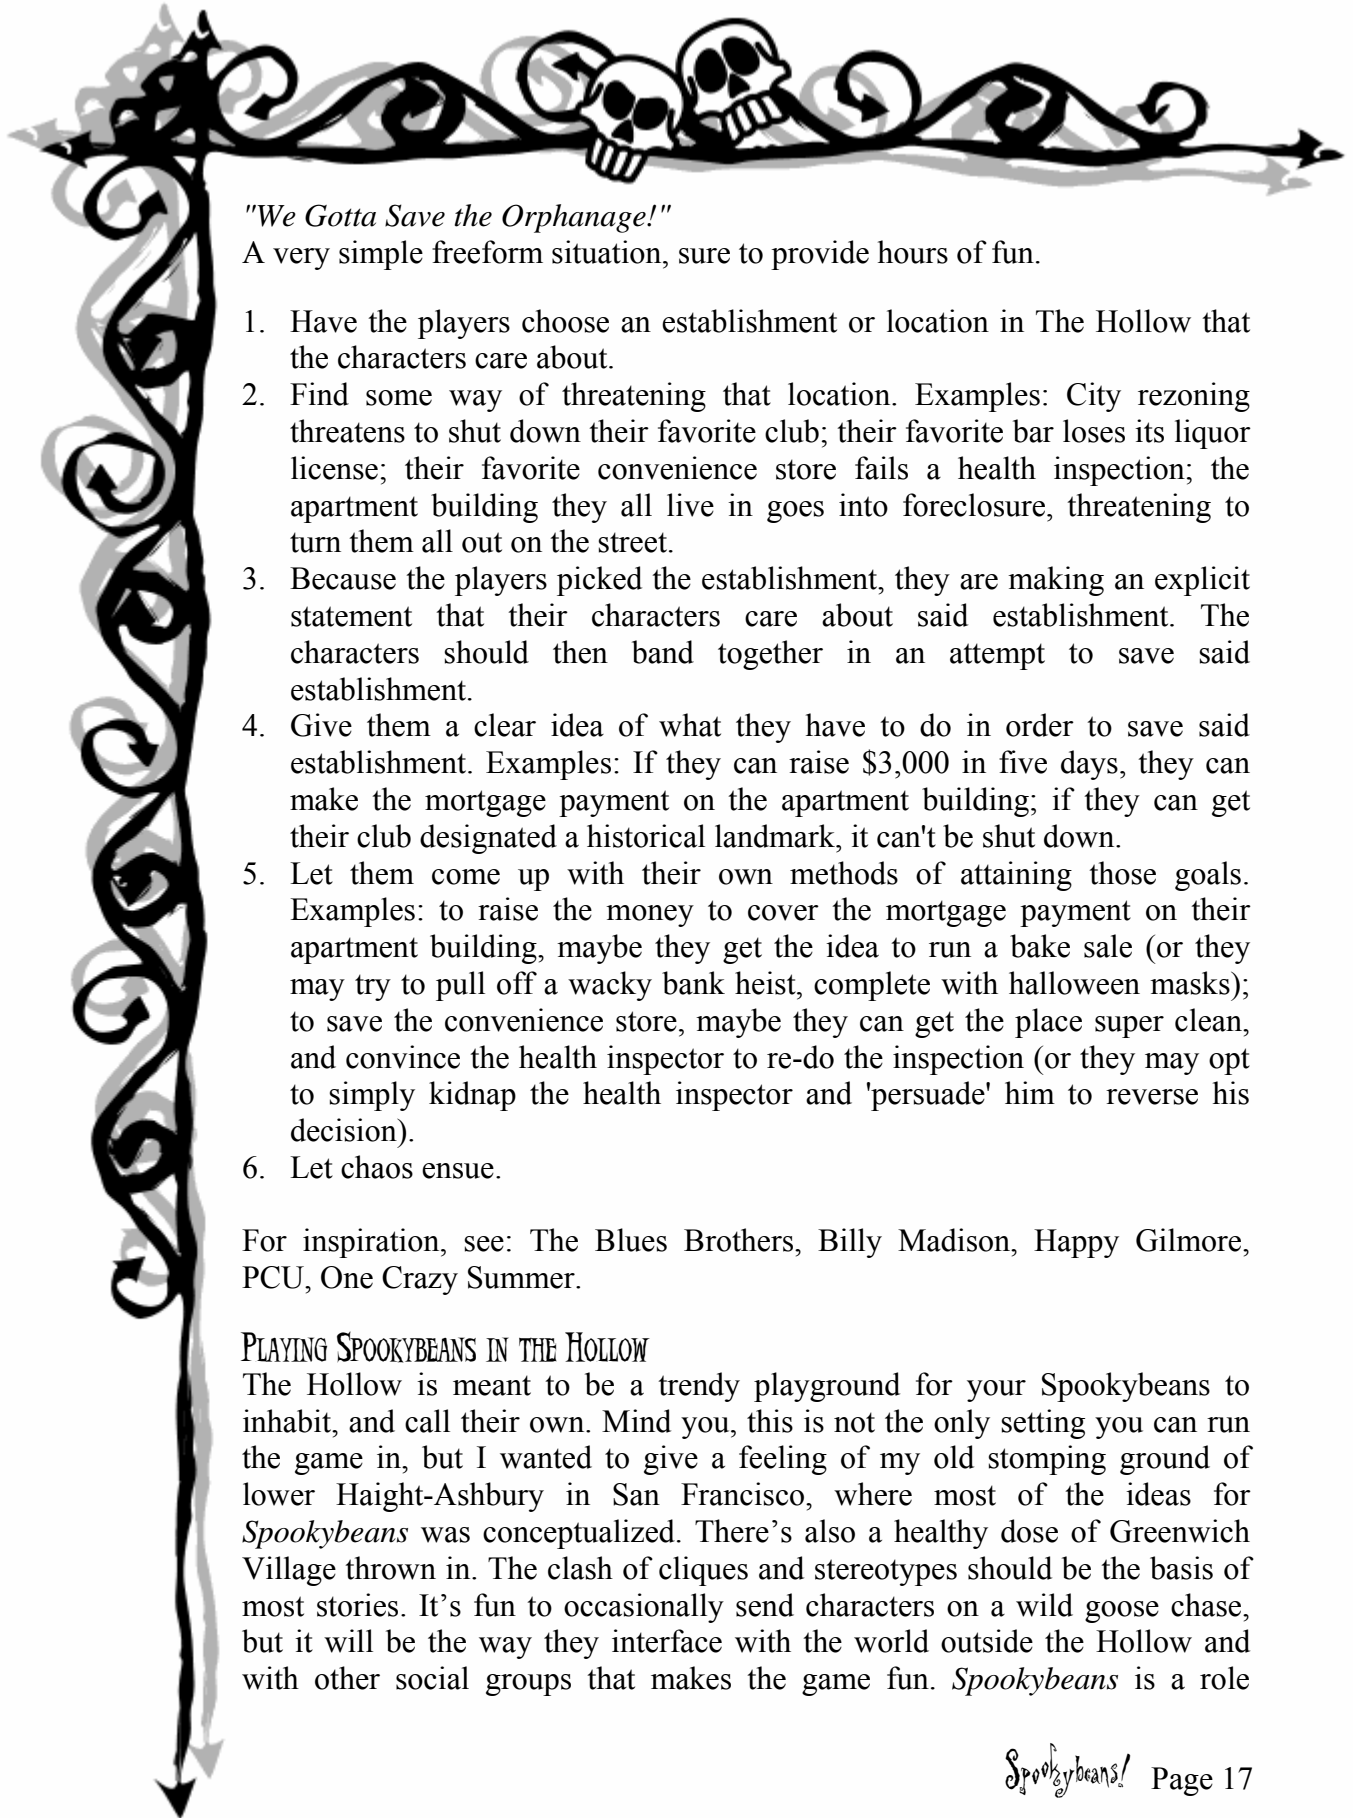 "We Gotta Save the Orphanage!"
A very simple freeform situation, sure to provide hours of fun.
1. Have the players choose an establishment or location in The Hollow that
the characters care about.
2. Find some way of threatening that location. Examples: City rezoning
threatens to shut down their favorite club; their favorite bar loses its liquor
license; their favorite convenience store fails a health inspection; the
apartment building they all live in goes into foreclosure, threatening to
turn them all out on the street.
3. Because the players picked the establishment, they are making an explicit
statement that their characters care about said establishment. The
characters should then band together in an attempt to save said
establishment.
4. Give them a clear idea of what they have to do in order to save said
establishment. Examples: If they can raise $3,000 in five days, they can
make the mortgage payment on the apartment building; if they can get
their club designated a historical landmark, it can't be shut down.
5. Let them come up with their own methods of attaining those goals.
Examples: to raise the money to cover the mortgage payment on their
apartment building, maybe they get the idea to run a bake sale (or they
may try to pull off a wacky bank heist, complete with halloween masks);
to save the convenience store, maybe they can get the place super clean,
and convince the health inspector to re-do the inspection (or they may opt
to simply kidnap the health inspector and 'persuade' him to reverse his
decision).
6. Let chaos ensue.
For inspiration, see: The Blues Brothers, Billy Madison, Happy Gilmore,
PCU, One Crazy Summer.
Playing Spookybeans in the Hollow
The Hollow is meant to be a trendy playground for your Spookybeans to
inhabit, and call their own. Mind you, this is not the only setting you can run
the game in, but I wanted to give a feeling of my old stomping ground of
lower Haight-Ashbury in San Francisco, where most of the ideas for
Spookybeans was conceptualized. There’s also a healthy dose of Greenwich
Village thrown in. The clash of cliques and stereotypes should be the basis of
most stories. It’s fun to occasionally send characters on a wild goose chase,
but it will be the way they interface with the world outside the Hollow and
with other social groups that makes the game fun. Spookybeans is a role
Spookybeans! Page 17